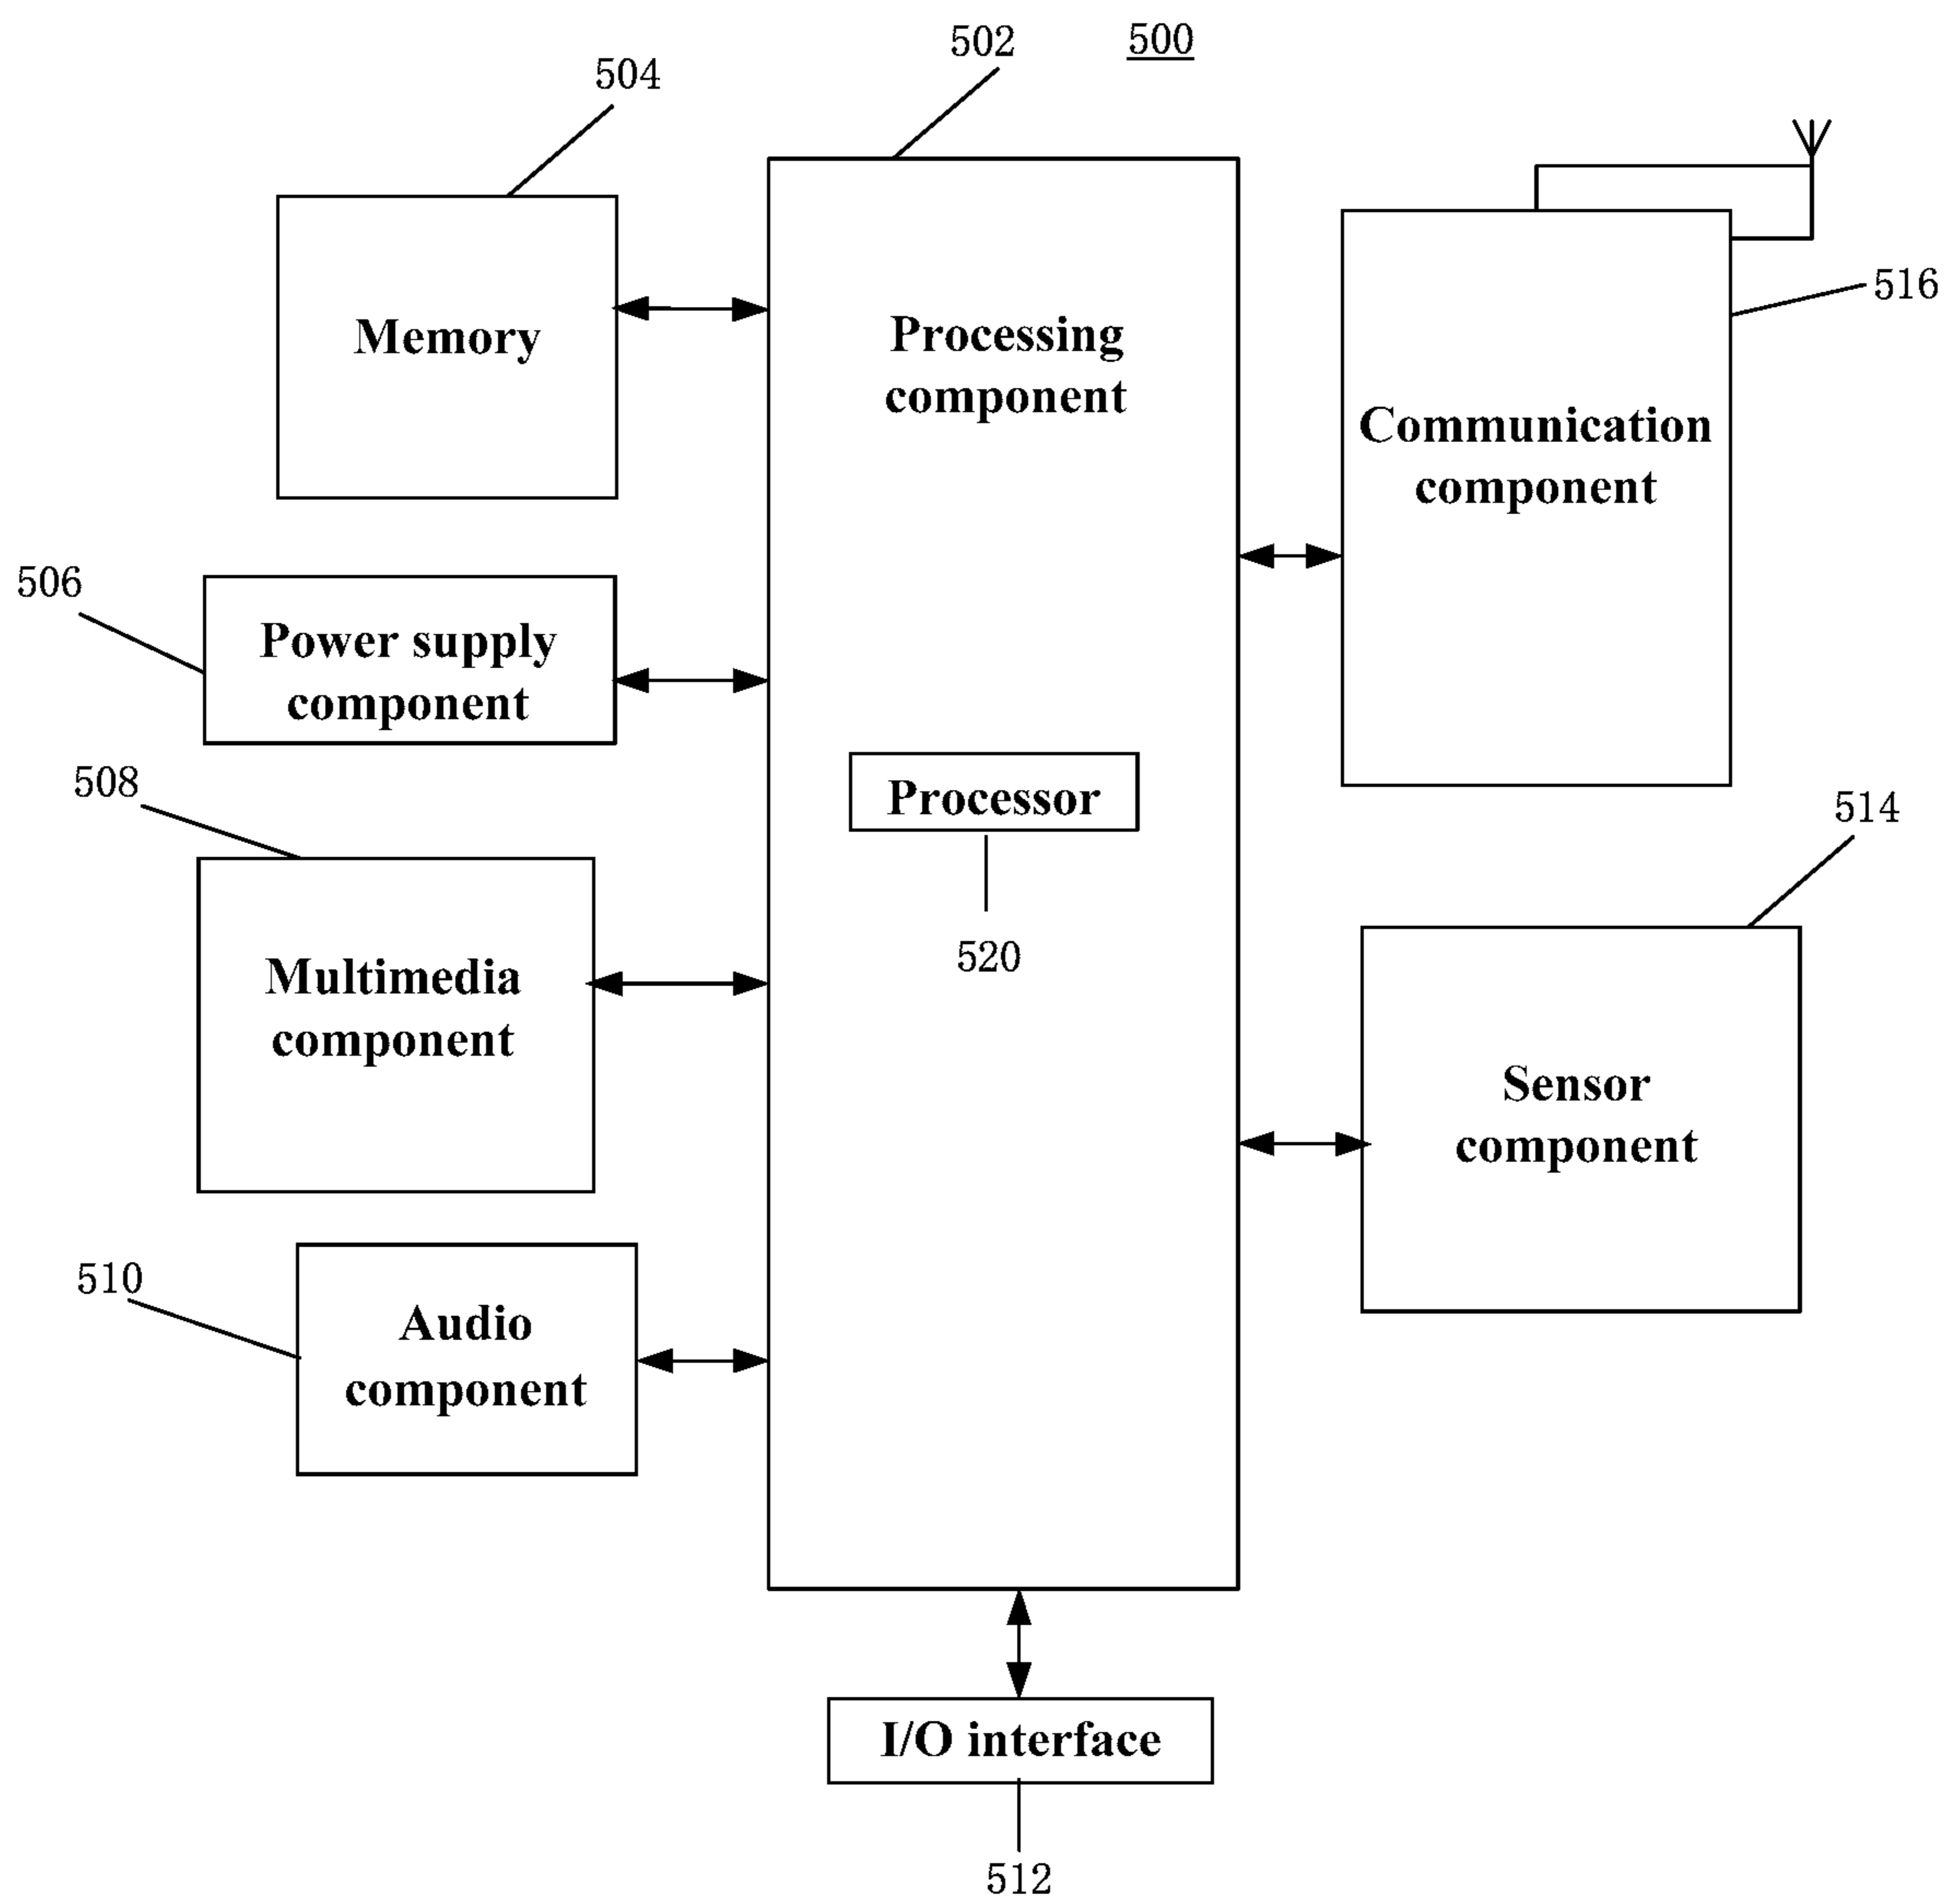 502
500
504
Memory
Processing
component
516
Communication
component
506
Power supply
component
508
Processor
514
520
Multimedia
component
Sensor
component
510
Audio
component
I/O interface
512